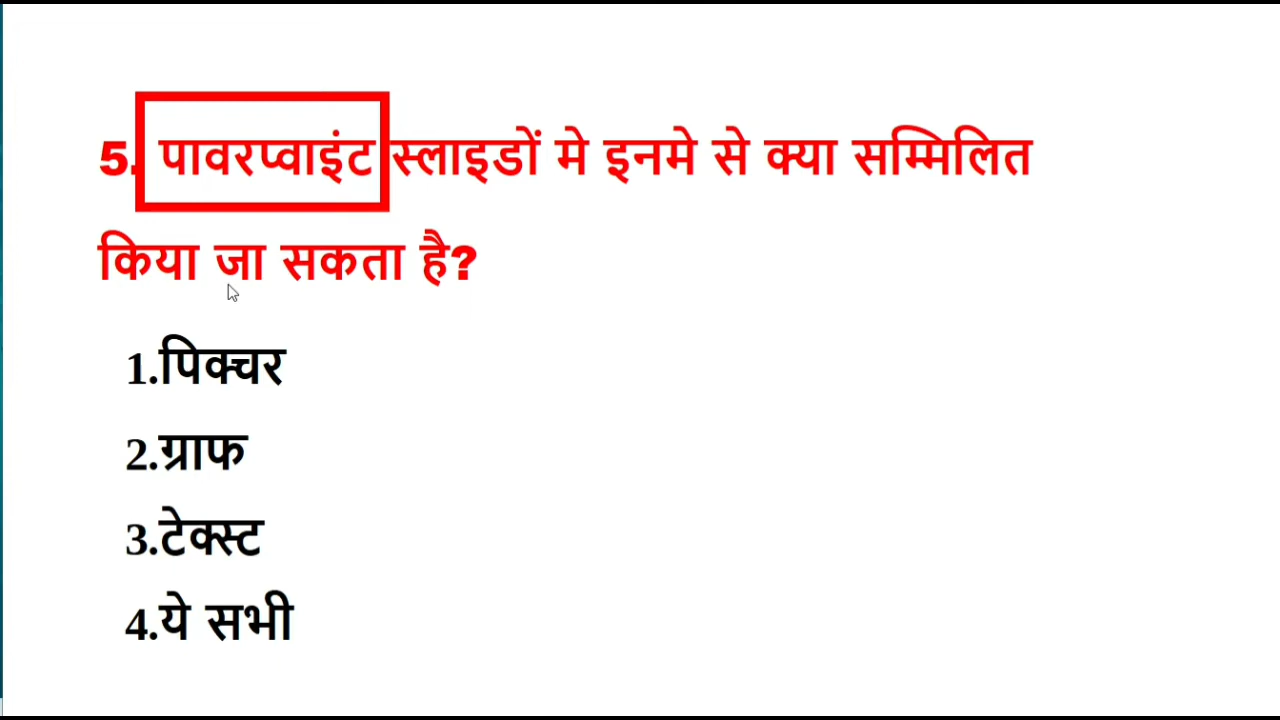 5. पावरप्वाइंट स्लाइडों मे इनमे से क्या सम्मिलित
किया जा सकता है?
1.पिक्चर
2.ग्राफ
3.टेक्स्ट
4.ये सभी